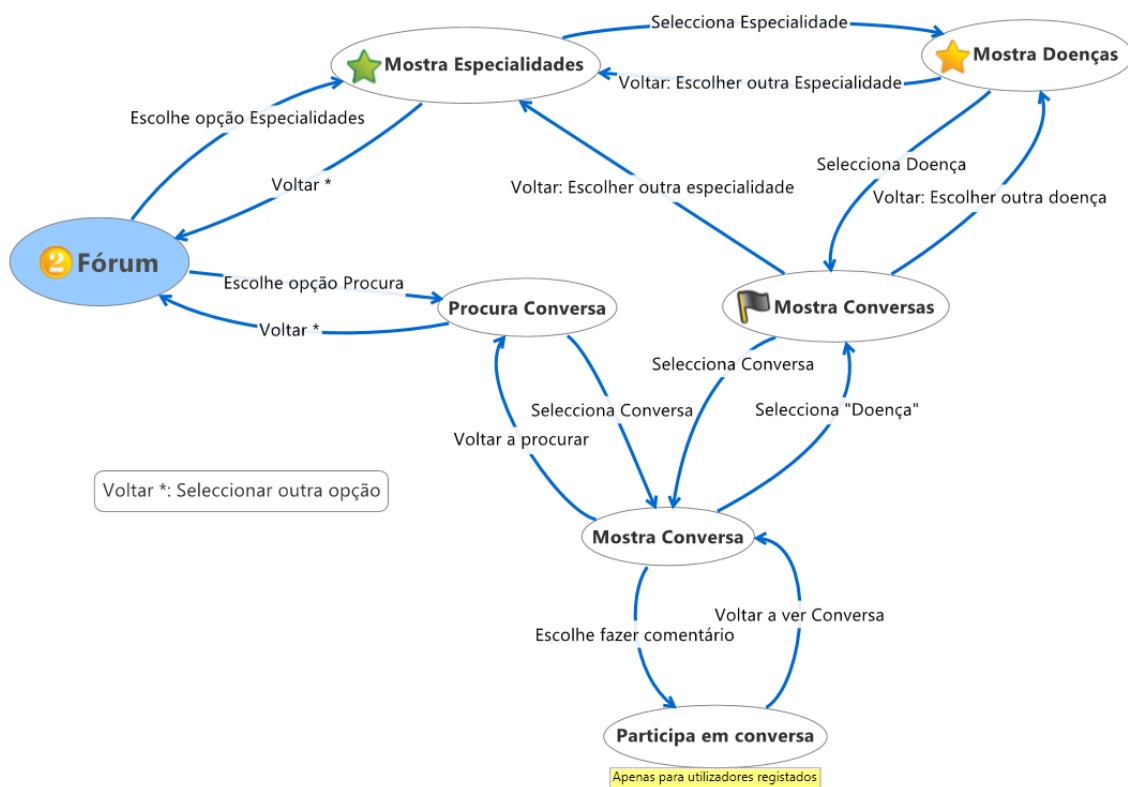 Selecciona Especialidade
Mostra Especialidades
Mostra Doenças
Voltar: Escolher outra Especialidade
Escolhe opção Especialidades
Selecciona Doença
Voltar *
Voltar: Escolher outra especialidade
Voltar: Escolher outra doença
2 Fórum
Escolhe opção Procura
Procura Conversa
Mostra Conversas
Voltar *
Selecciona Conversa
Selecciona Conversa
Selecciona "Doença"
Voltar a procurar
Voltar *: Seleccionar outra opção
Mostra Conversa
Voltar a ver Conversa
Escolhe fazer comentário
Participa em conversa
Apenas para utilizadores registados